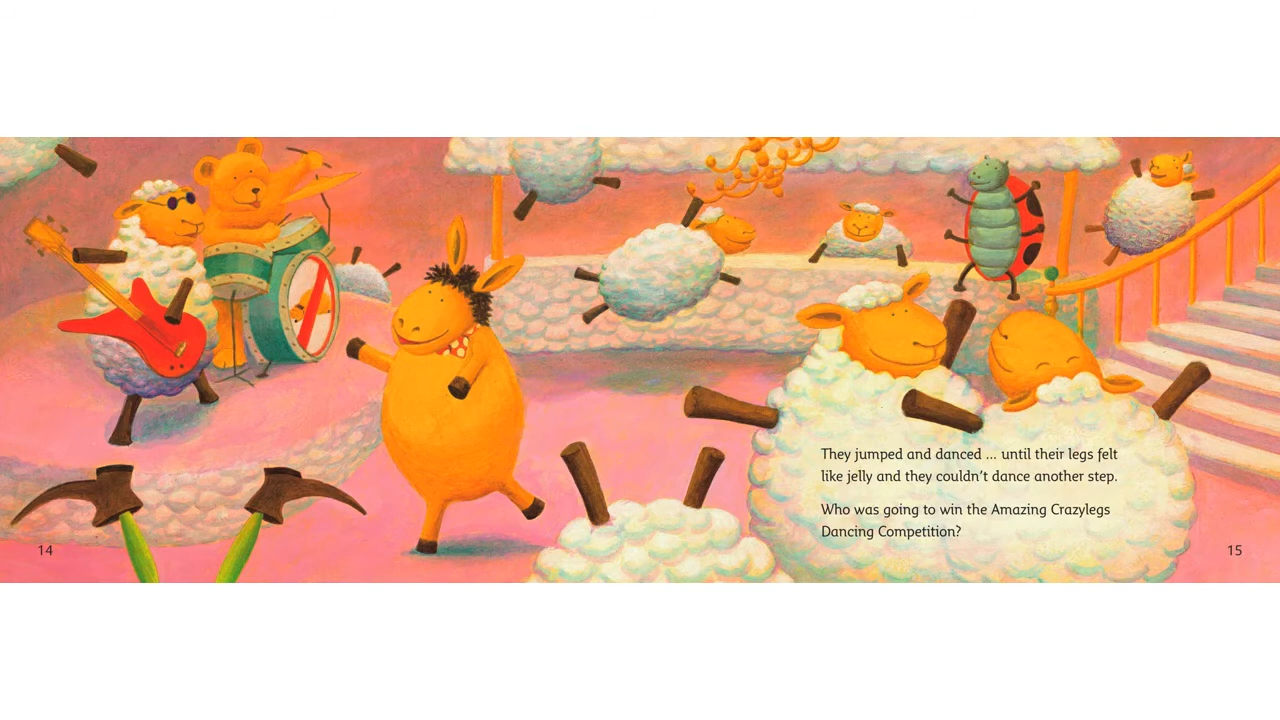 They jumped and danced ... until their legs felt
like jelly and they couldn't dance another step.
Who was going to win the Amazing Crazylegs
Dancing Competition?
14
15